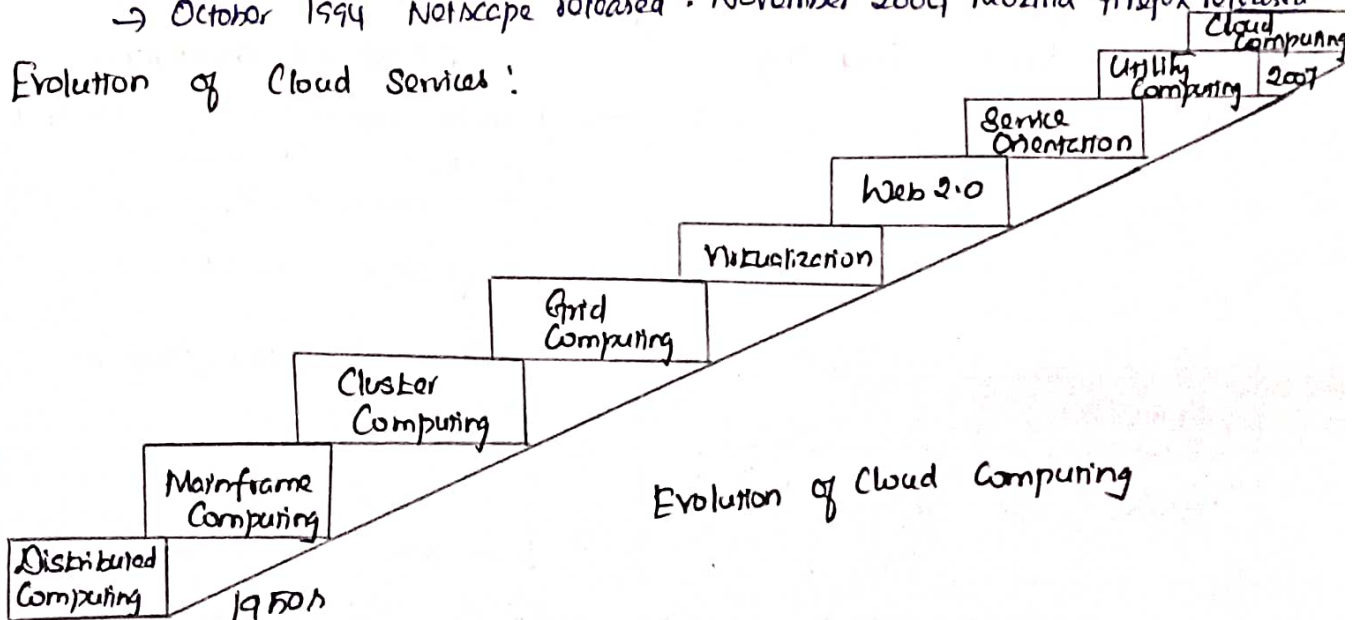 → October 1994 Netscape released. November 2004 Mozilla firefox released
Evolution of Cloud Services:
Cloud
Computing
Utility
Computing
2007
Service
Orientation
Web 2.0
Virtualization
Grid
Computing
Cluster
Computing
Mainframe
Computing
Distributed
Computing
1950s
Evolution of Cloud Computing